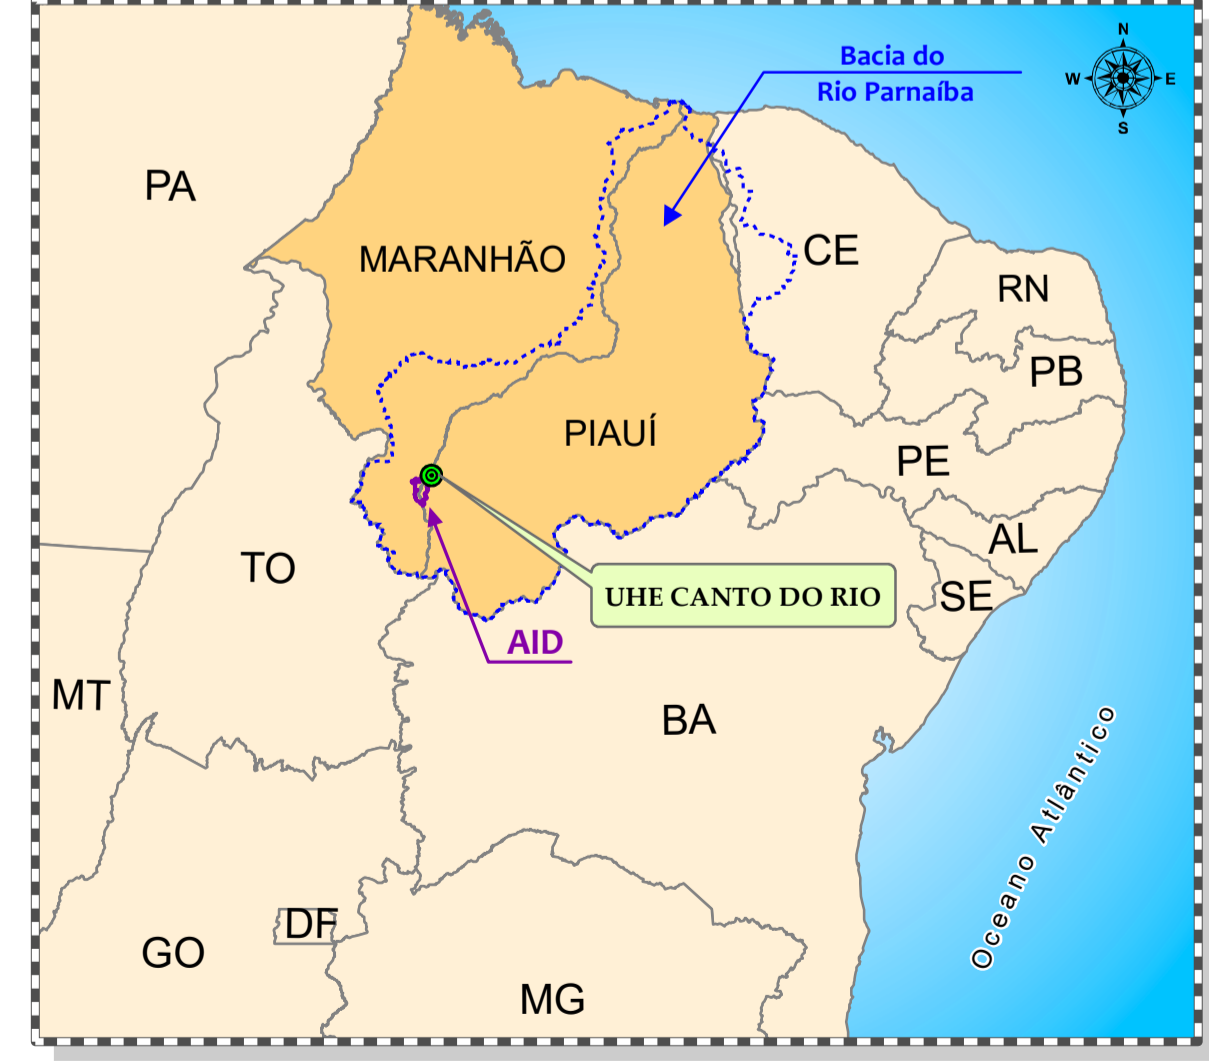 N
W
E
S
Bacia do
Rio Parnaíba
PA
MARANHÃO
CE
RN
PB
PIAUÍ
PE
AL
TO
SE
UHE CANTO DO RIO
AID
MT
BA
Oceano Atlântico
DF
GO
MG